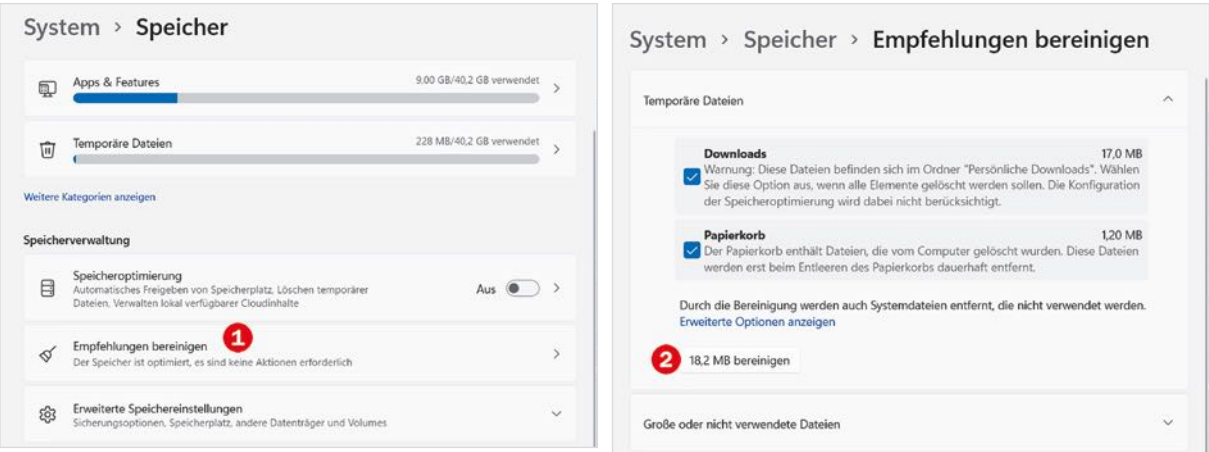 System > Speicher
Apps & Features
9,00 GB/40,2 GB verwendet
Temporäre Dateien
228 MB/40,2 GB verwendet
Weitere Kategorien anzeigen
Speicherverwaltung
Speicheroptimierung
Automatisches Freigeben von Speicherplatz, Löschen temporärer
Dateien, Verwalten lokal verfügbarer Cloudinhalte
Aus
Empfehlungen bereinigen
1
Der Speicher ist optimiert, es sind keine Aktionen erforderlich
Erweiterte Speichereinstellungen
Sicherungsoptionen, Speicherplatz, andere Datenträger und Volumes
System > Speicher > Empfehlungen bereinigen
Temporäre Dateien
Downloads
17,0 MB
Warnung: Diese Dateien befinden sich im Ordner "Persönliche Downloads". Wählen
Sie diese Option aus, wenn alle Elemente gelöscht werden sollen. Die Konfiguration
der Speicheroptimierung wird dabei nicht berücksichtigt.
Papierkorb
1,20 MB
Der Papierkorb enthält Dateien, die vom Computer gelöscht wurden. Diese Dateien
werden erst beim Entleeren des Papierkorbs dauerhaft entfernt.
Durch die Bereinigung werden auch Systemdateien entfernt, die nicht verwendet werden.
Erweiterte Optionen anzeigen
2
18,2 MB bereinigen
Große oder nicht verwendete Dateien